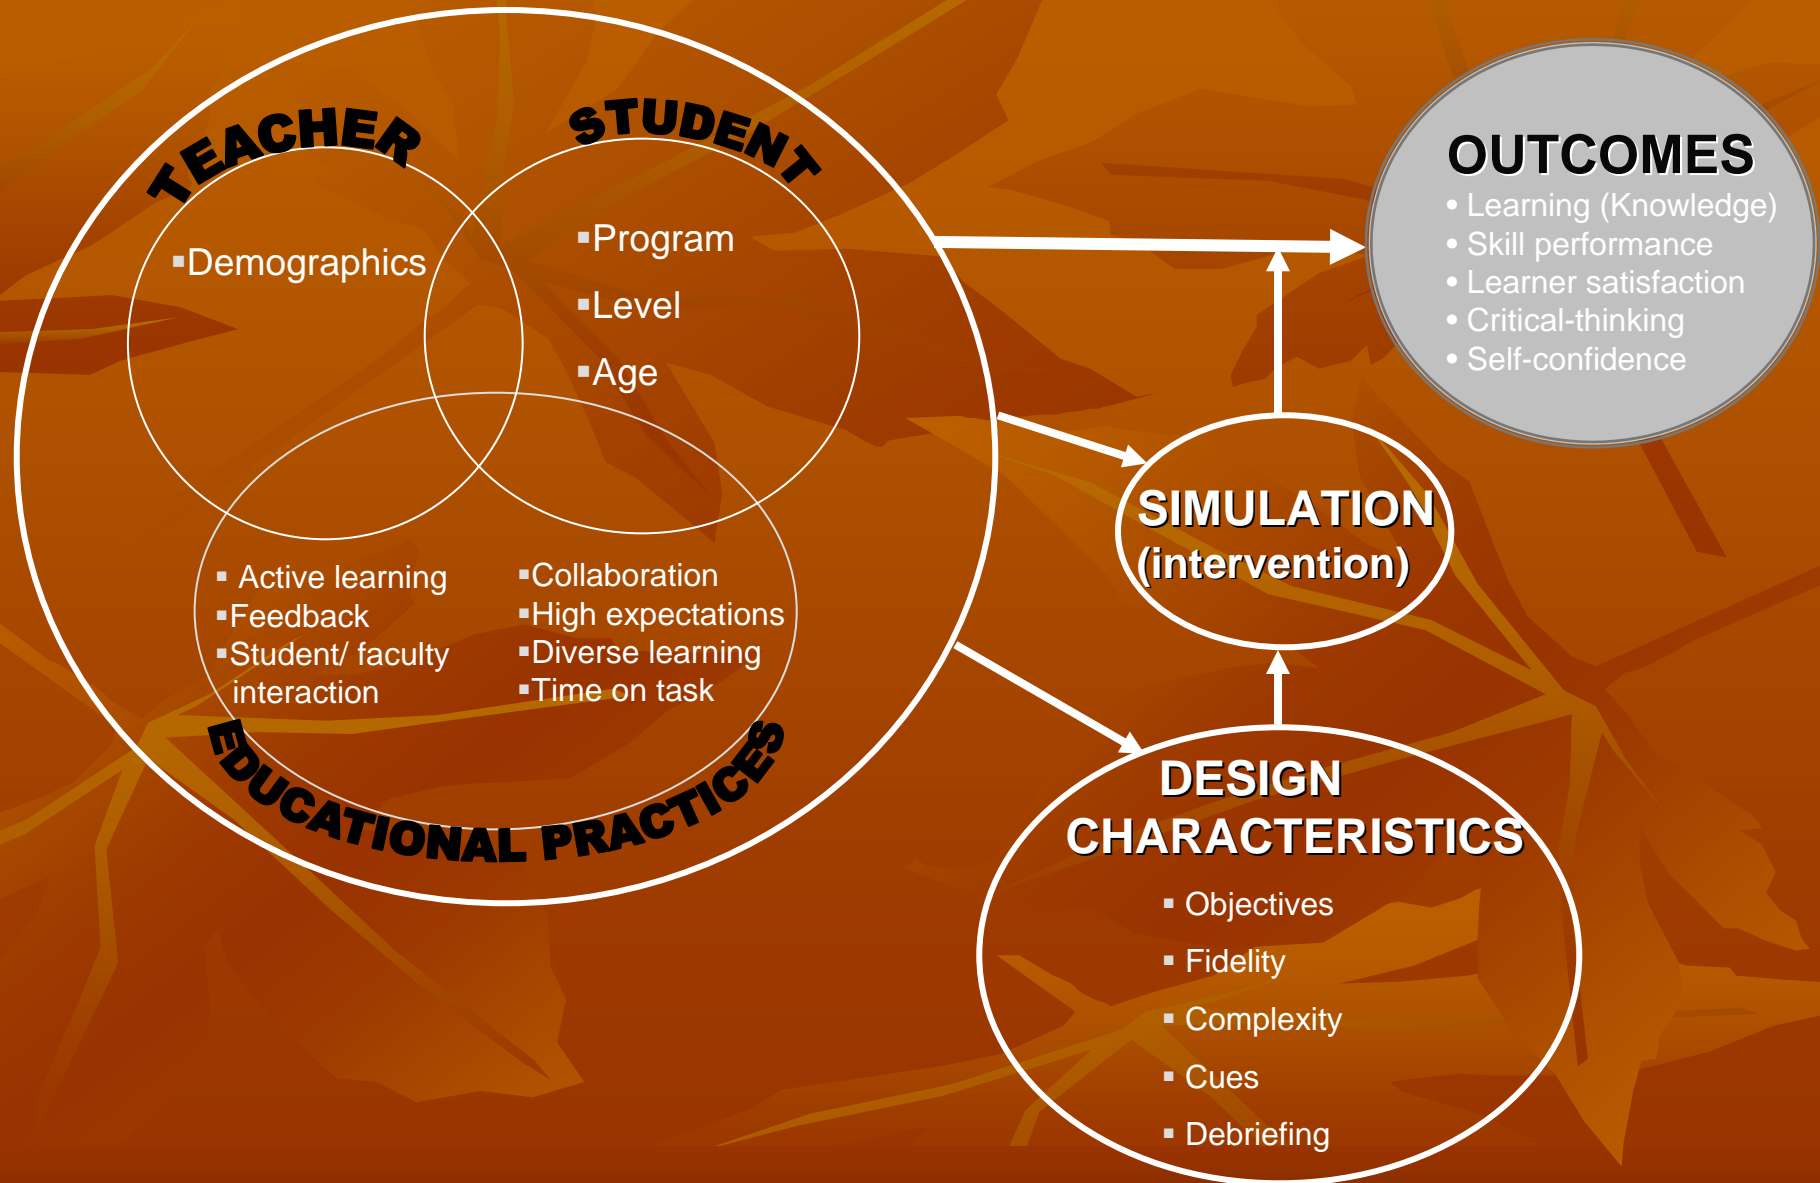 TEACHER
▪Demographics
STUDENT
▪Program
▪Level
▪Age
▪ Active learning
▪Feedback
▪Student/ faculty
interaction
▪Collaboration
▪High expectations
▪Diverse learning
▪Time on task
EDUCATIONAL PRACTICES
OUTCOMES
• Learning (Knowledge)
• Skill performance
• Learner satisfaction
• Critical-thinking
• Self-confidence
SIMULATION
(intervention)
DESIGN
CHARACTERISTICS
▪ Objectives
▪ Fidelity
▪ Complexity
▪ Cues
▪ Debriefing